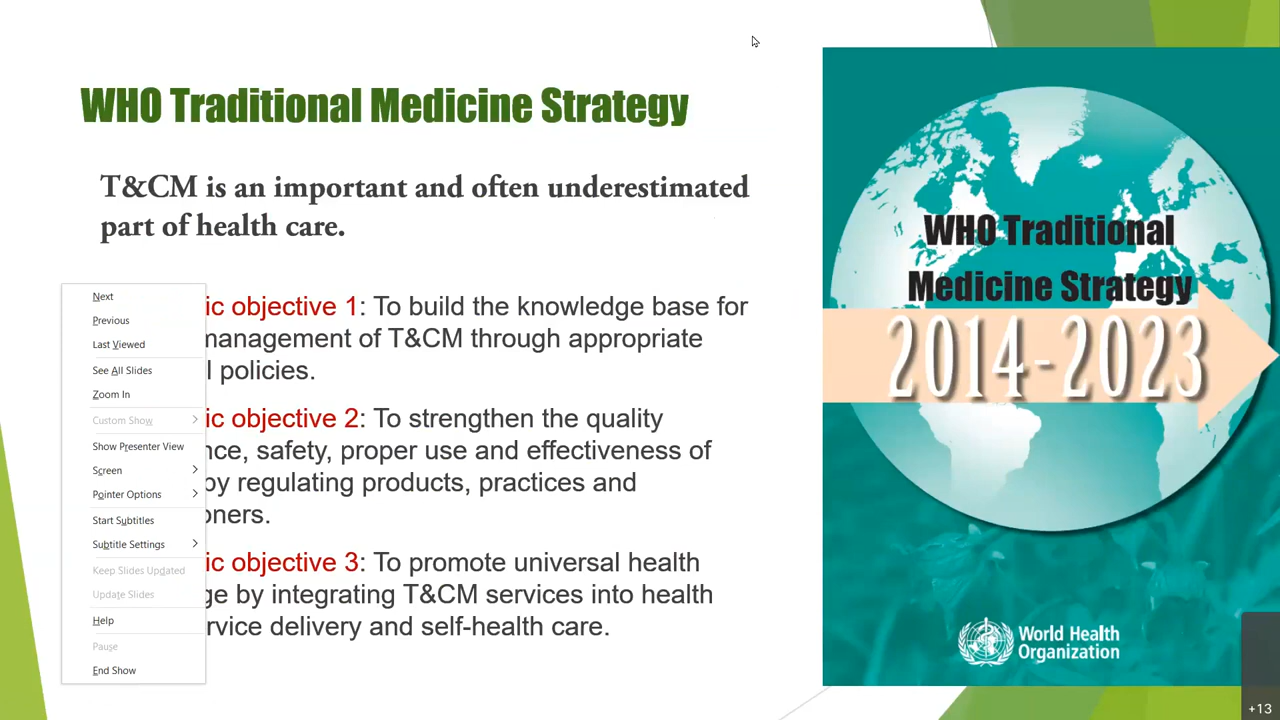 WHO Traditional Medicine Strategy
T&CM is an important and often underestimated
part of health care.
ic objective 1: To build the knowledge base for
management of T&CM through appropriate
l policies.
ic objective 2: To strengthen the quality
nce, safety, proper use and effectiveness of
by regulating products, practices and
oners.
ic objective 3: To promote universal health
ge by integrating T&CM services into health
rvice delivery and self-health care.
Next
Previous
Last Viewed
See All Slides
Zoom In
Custom Show
Show Presenter View
Screen
Pointer Options
Start Subtitles
Subtitle Settings
Keep Slides Updated
Update Slides
Help
Pause
End Show
WHO Traditional
Medicine Strategy
2014-2023
World Health
Organization
+13